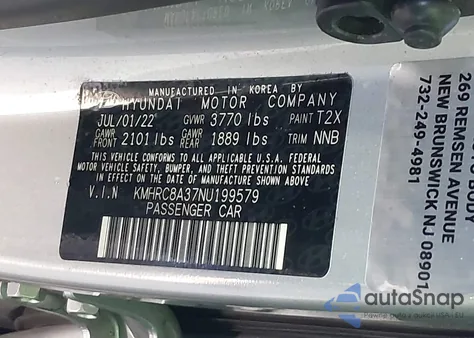 MANUFACTURED IN KOREA BY
HYUNDAI MOTOR COMPANY
JUL/01/22 GVWR 3770 lbs PAINT T2X
GAWR FRONT 2101 lbs GAWR REAR 1889 lbs TRIM NNB
THIS VEHICLE CONFORMS TO ALL APPLICABLE U.S. FEDERAL
MOTOR VEHICLE SAFETY, BUMPER, AND THEFT PREVENTION
STANDARDS IN EFFECT ON THE DATE OF MANUFACTURE SHOWN ABOVE.
V.I.N KMHRC8A37NU199579
PASSENGER CAR
269 REMSEN AVENUE
NEW BRUNSWICK NJ 08901
732-249-4981
autoSnap